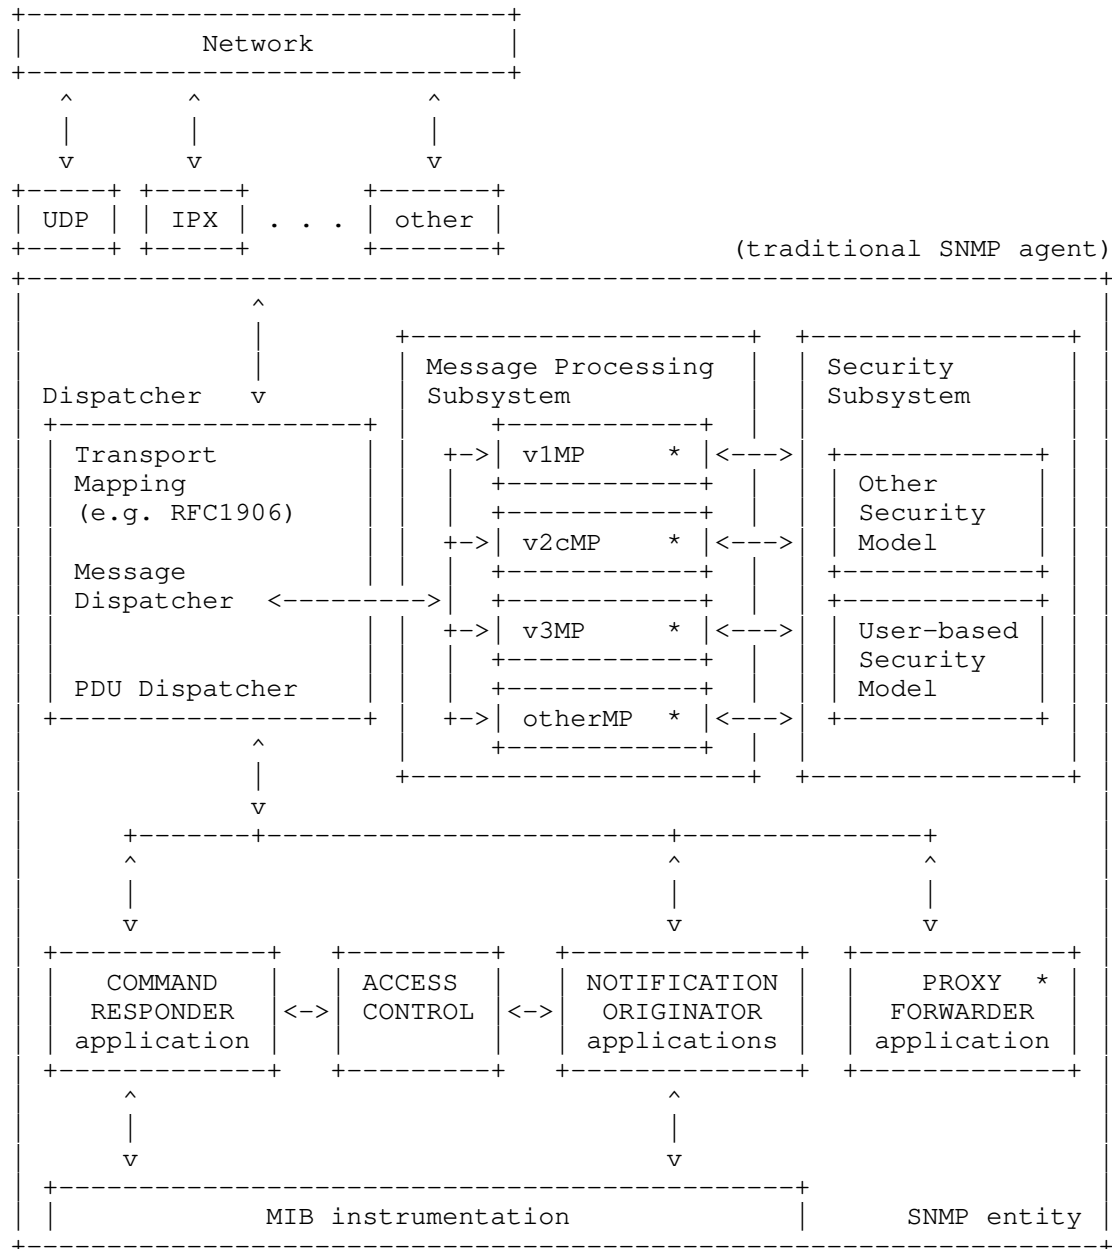 Network
UDP IPX . . . other
(traditional SNMP agent)
Message Processing Security
Dispatcher Subsystem Subsystem
Transport v1MP *
Mapping Other
(e.g. RFC1906) Security
v2cMP * Model
Message
Dispatcher
v3MP * User-based
Security
PDU Dispatcher Model
otherMP *
COMMAND ACCESS NOTIFICATION PROXY *
RESPONDER CONTROL ORIGINATOR FORWARDER
application applications application
MIB instrumentation SNMP entity